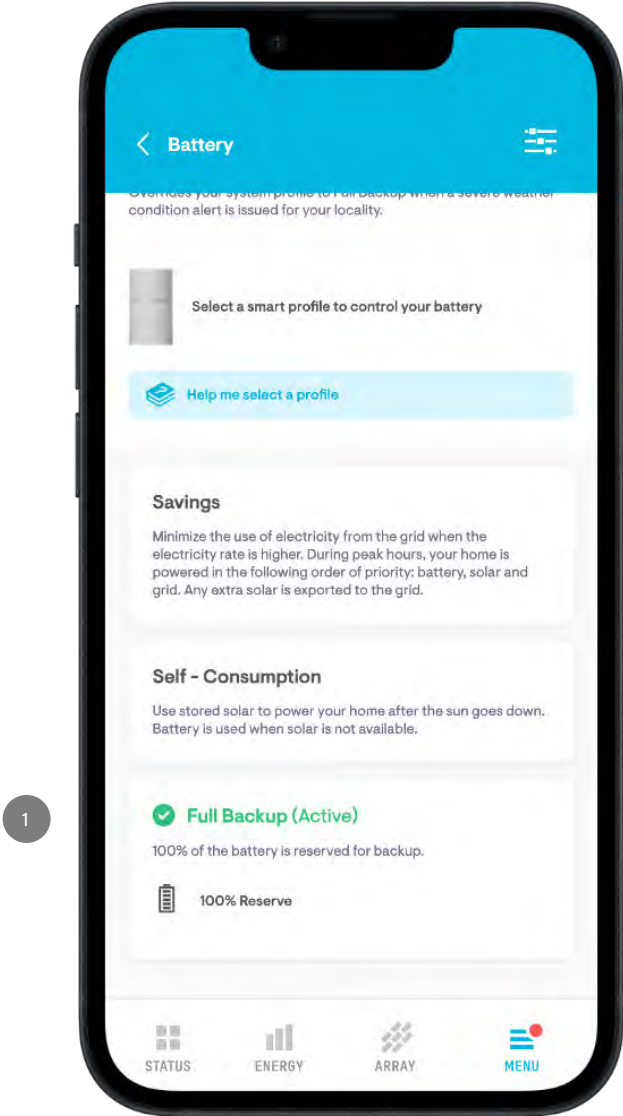 Battery
Overrides your system profile to Full Backup when a severe weather
condition alert is issued for your locality.
Select a smart profile to control your battery
Help me select a profile
Savings
Minimize the use of electricity from the grid when the
electricity rate is higher. During peak hours, your home is
powered in the following order of priority: battery, solar and
grid. Any extra solar is exported to the grid.
Self - Consumption
Use stored solar to power your home after the sun goes down.
Battery is used when solar is not available.
1
Full Backup (Active)
100% of the battery is reserved for backup.
100% Reserve
STATUS
ENERGY
ARRAY
MENU